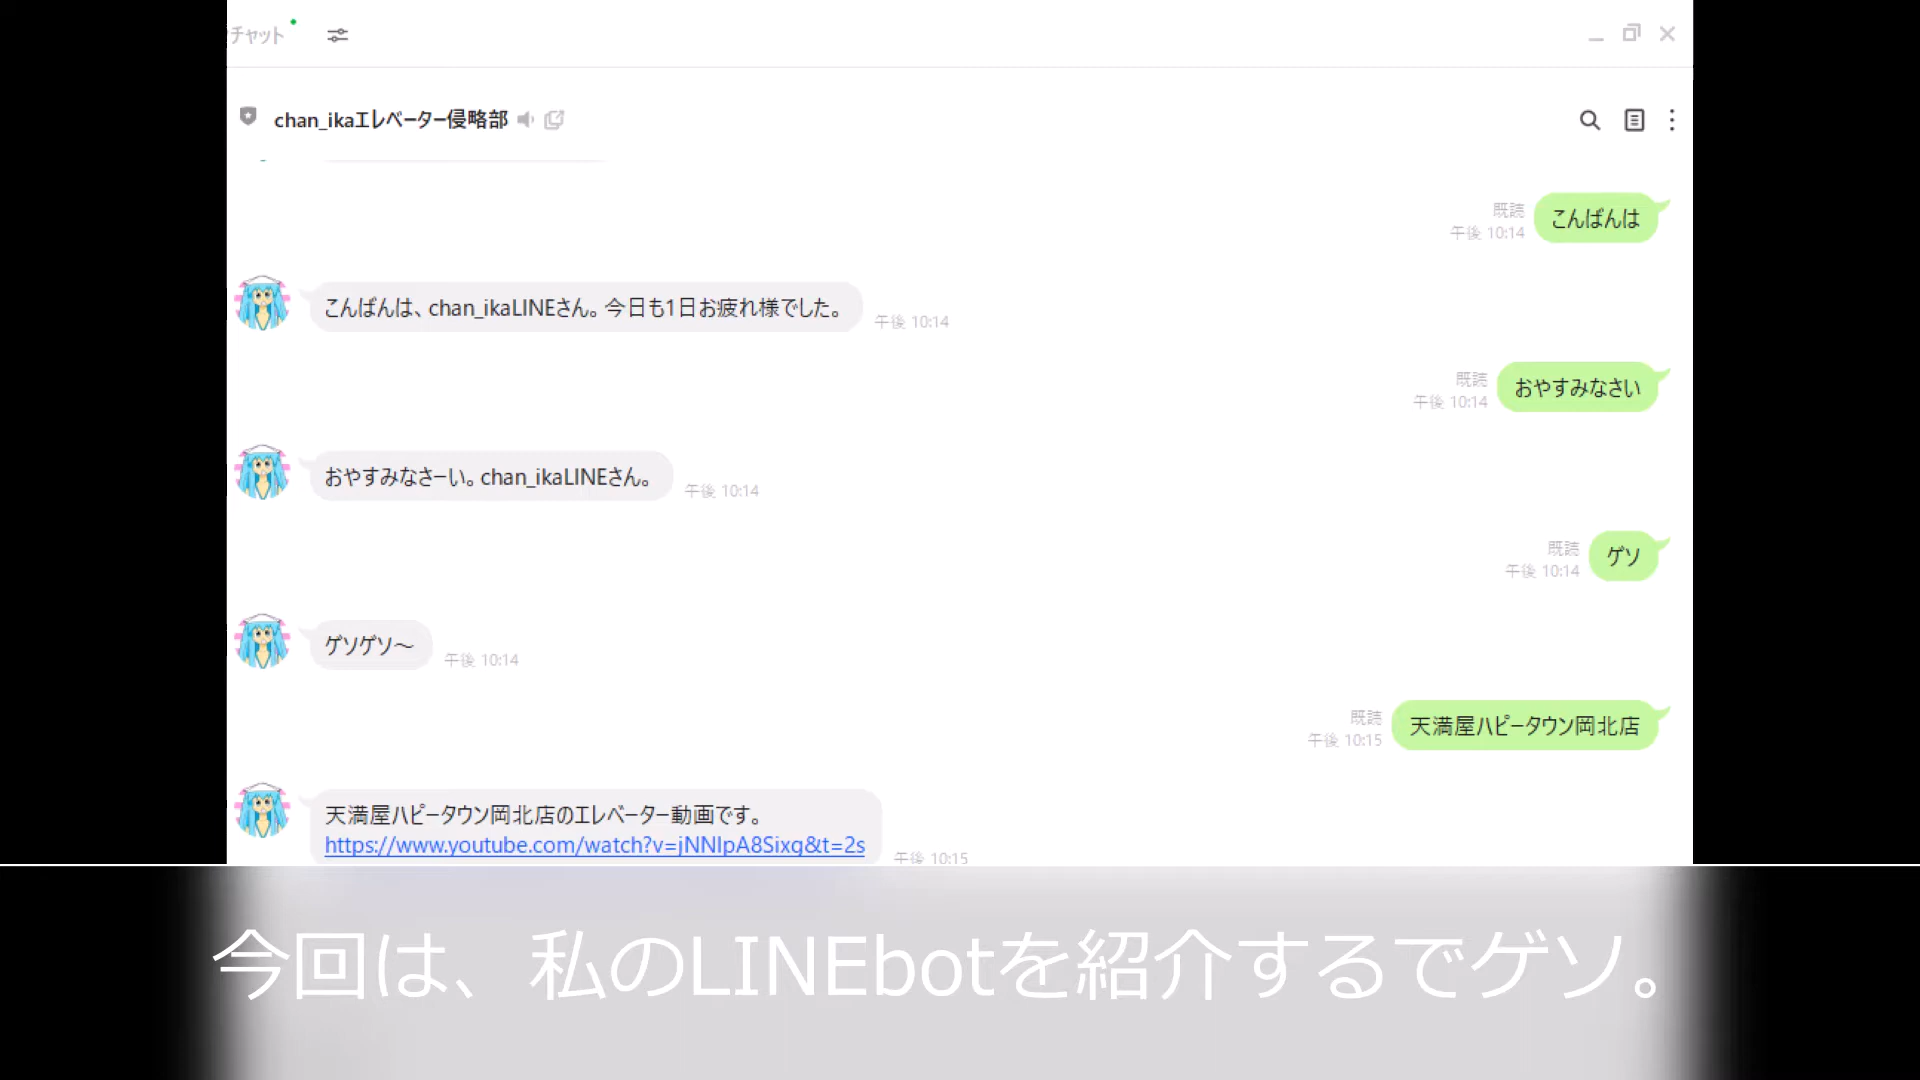 チャット
chan_ikaエレベーター侵略部
既読
午後 10:14
こんばんは
こんばんは、chan_ikaLINEさん。今日も1日お疲れ様でした。
午後 10:14
既読
午後 10:14
おやすみなさい
おやすみなさーい。chan_ikaLINEさん。
午後 10:14
既読
午後 10:14
ゲソ
ゲソゲソ～
午後 10:14
既読
午後 10:15
天満屋ハピータウン岡北店
天満屋ハピータウン岡北店のエレベーター動画です。
https://www.youtube.com/watch?v=jNNIpA8Sixg&t=2s
午後 10:15
今回は、私のLINEbotを紹介するでゲソ。